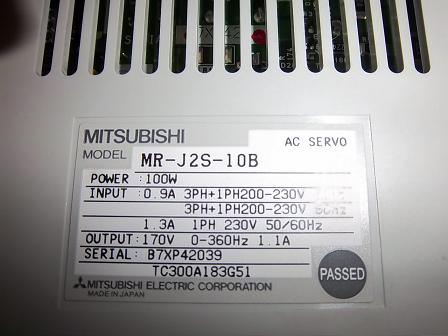 MITSUBISHI
AC SERVO
MODEL MR-J2S-10B
POWER :100W
INPUT :0.9A 3PH+1PH200-230V
3PH+1PH200-230V 60Hz
1.3A 1PH 230V 50/60Hz
OUTPUT:170V 0-360Hz 1.1A
SERIAL: B7XP42039
TC300A183G51
PASSED
MITSUBISHI ELECTRIC CORPORATION
MADE IN JAPAN